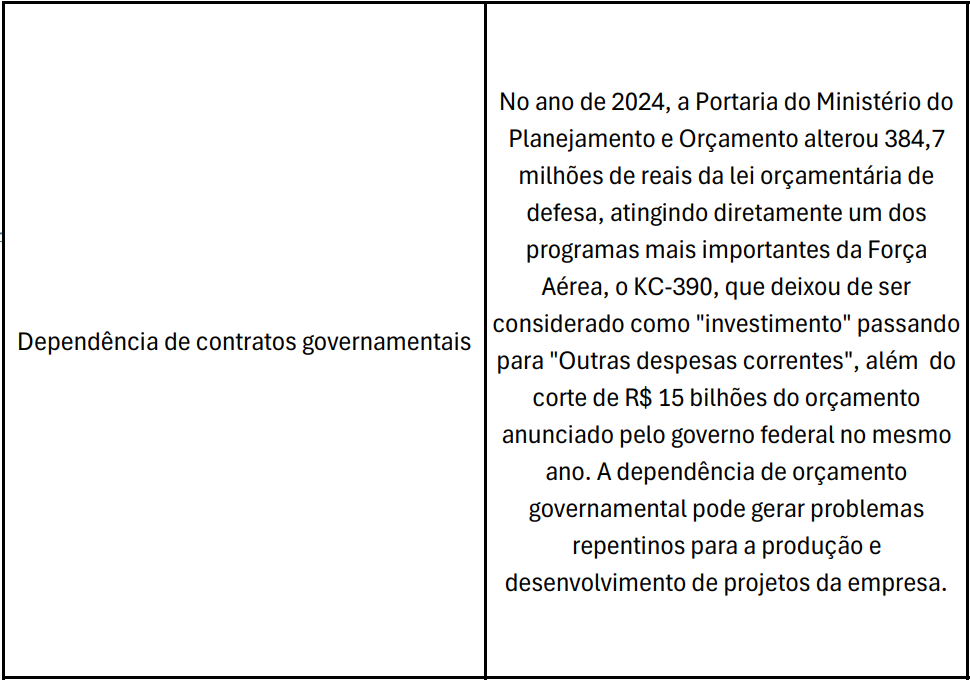 Dependência de contratos governamentais
No ano de 2024, a Portaria do Ministério do
Planejamento e Orçamento alterou 384,7
milhões de reais da lei orçamentária de
defesa, atingindo diretamente um dos
programas mais importantes da Força
Aérea, o KC-390, que deixou de ser
considerado como "investimento" passando
para "Outras despesas correntes", além  do
corte de R$ 15 bilhões do orçamento
anunciado pelo governo federal no mesmo
ano. A dependência de orçamento
governamental pode gerar problemas
repentinos para a produção e
desenvolvimento de projetos da empresa.